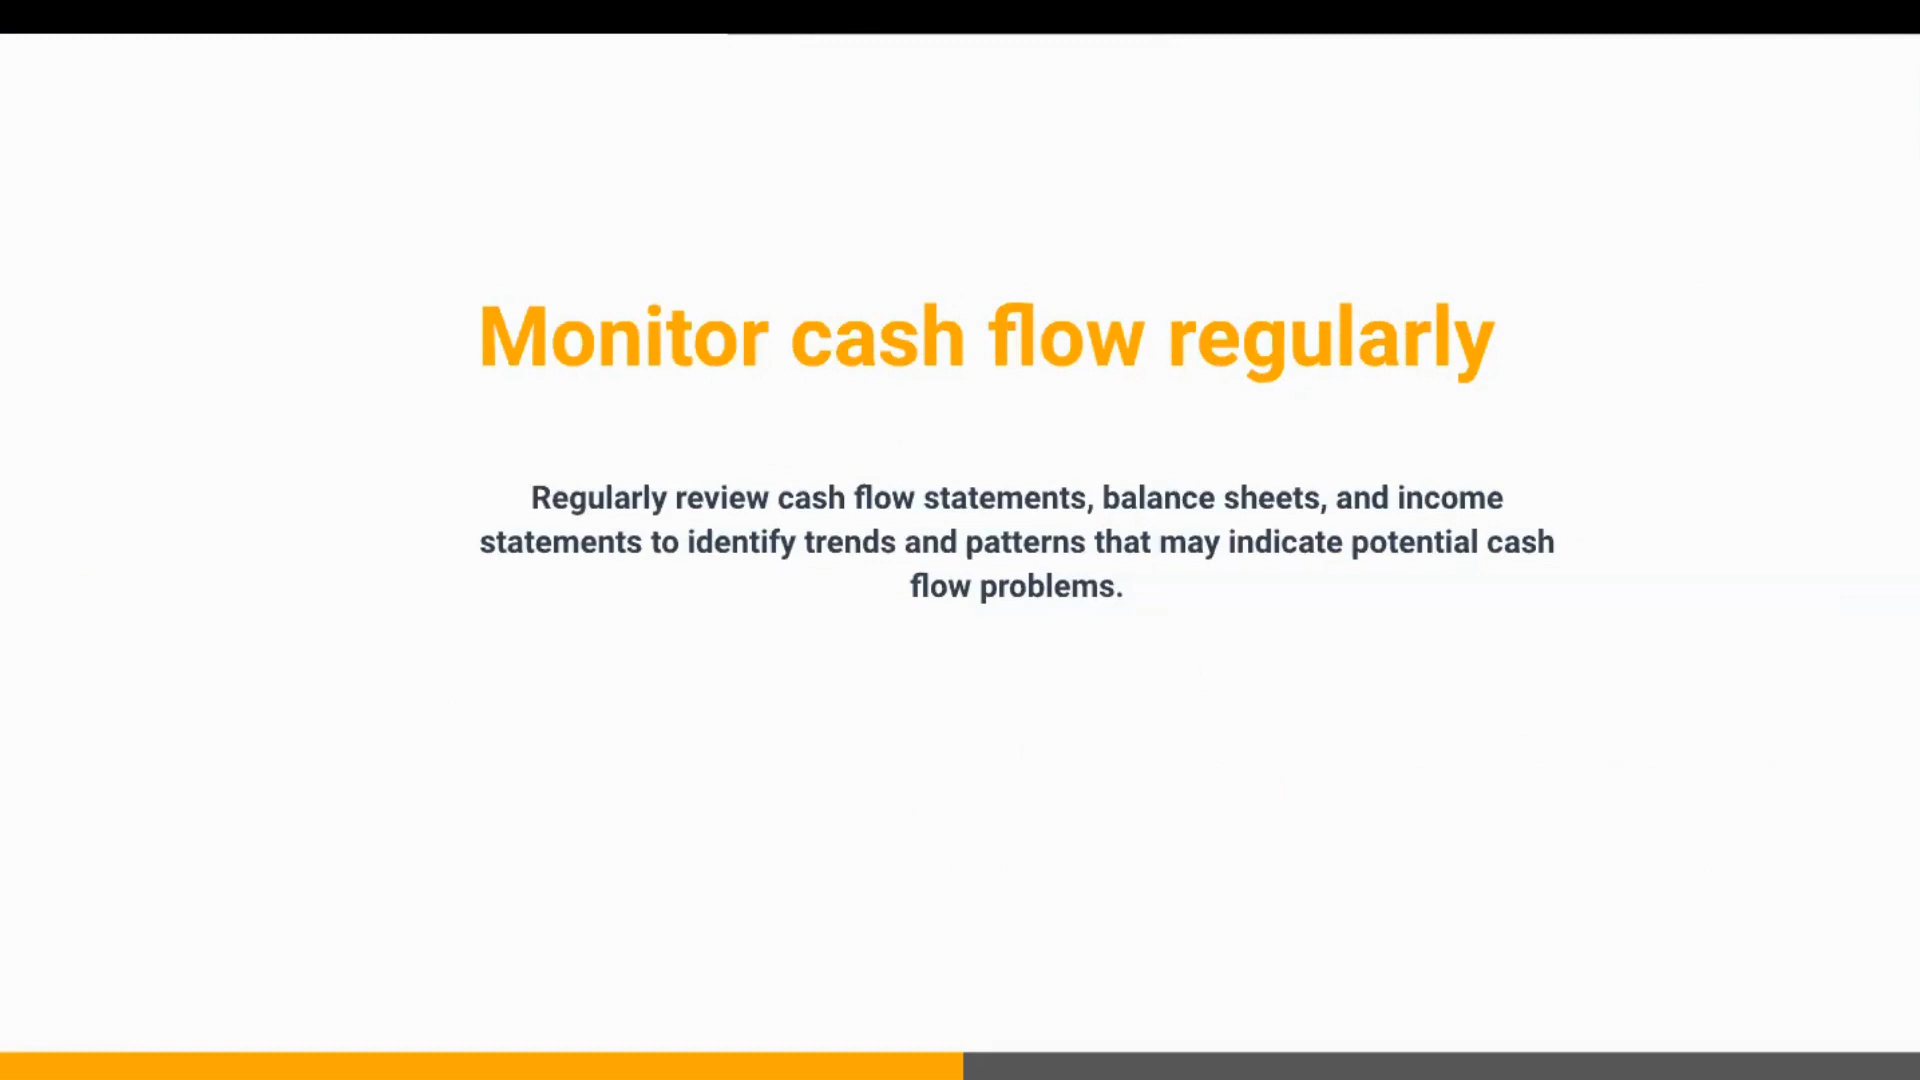 Monitor cash flow regularly
Regularly review cash flow statements, balance sheets, and income
statements to identify trends and patterns that may indicate potential cash
flow problems.